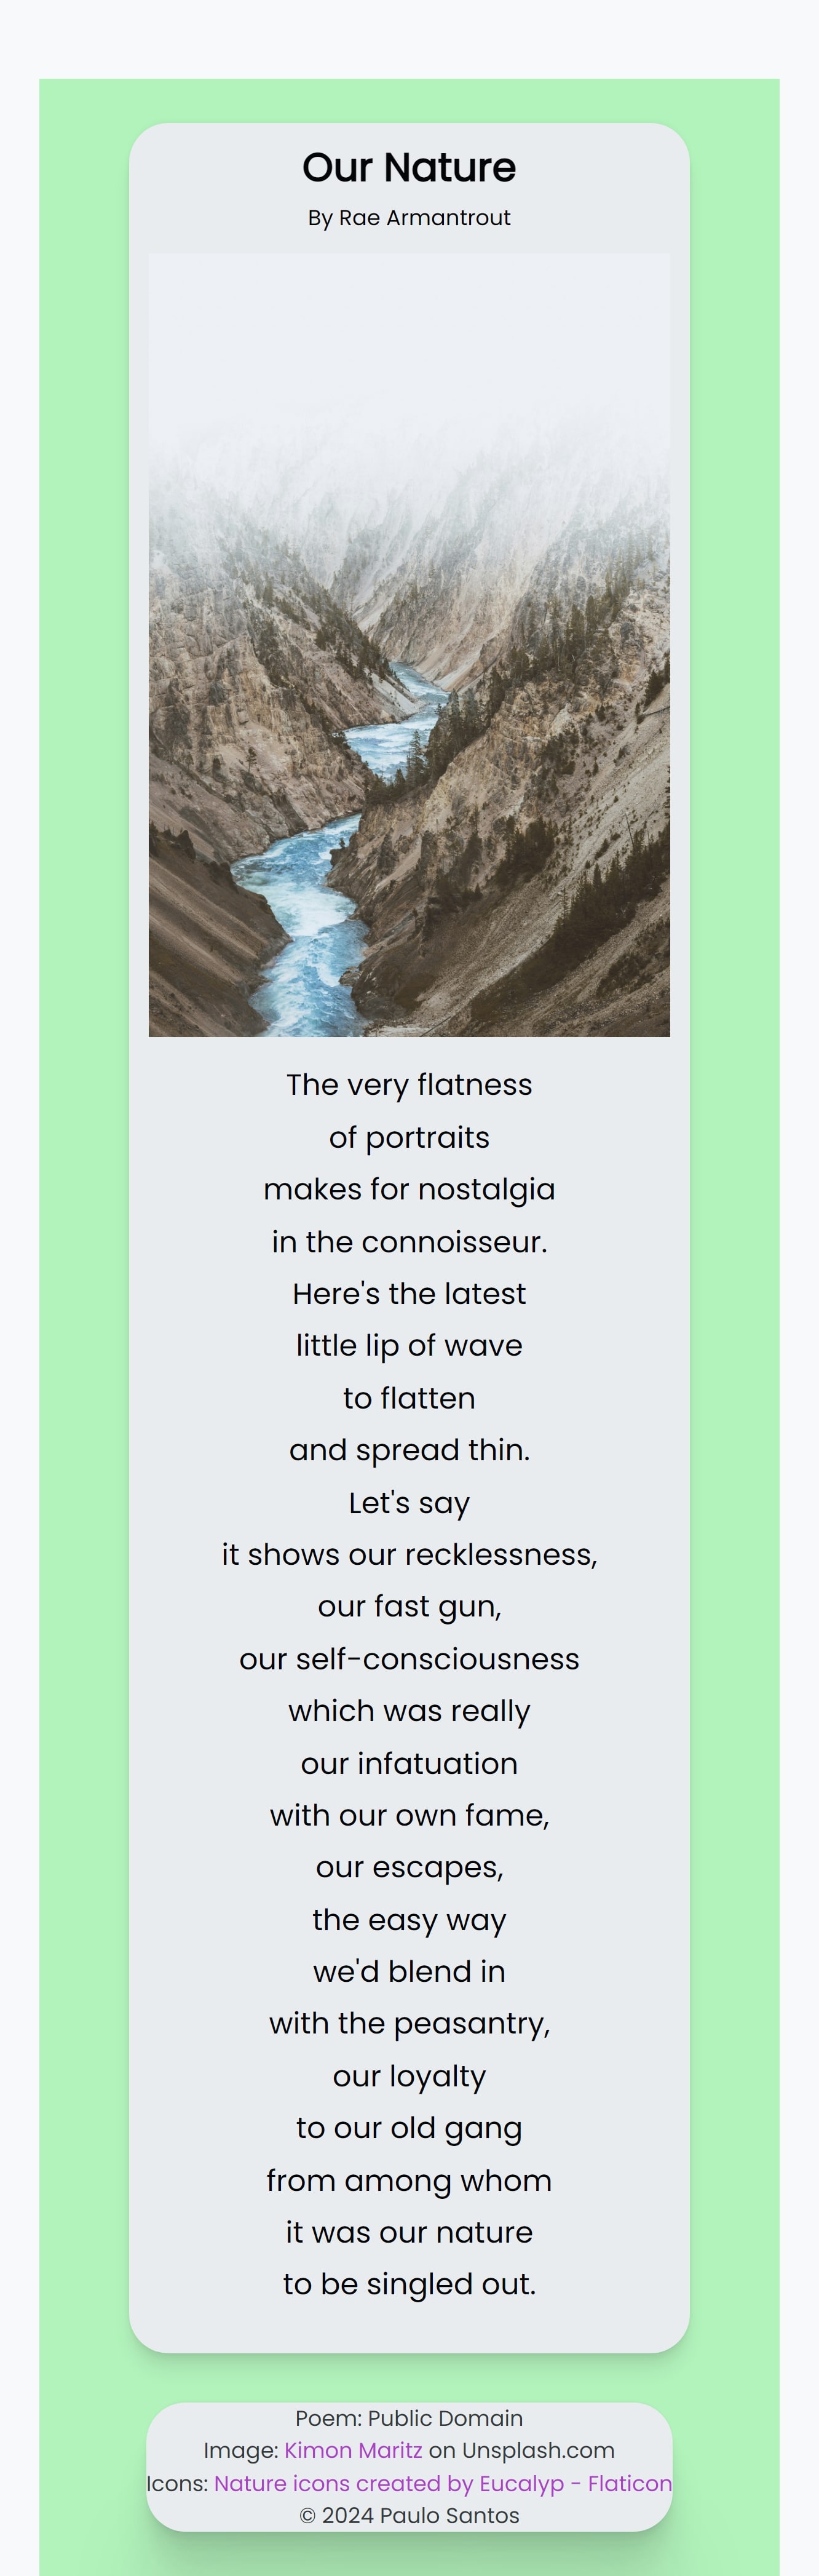 Our Nature
By Rae Armantrout
The very flatness
of portraits
makes for nostalgia
in the connoisseur.
Here's the latest
little lip of wave
to flatten
and spread thin.
Let's say
it shows our recklessness,
our fast gun,
our self-consciousness
which was really
our infatuation
with our own fame,
our escapes,
the easy way
we'd blend in
with the peasantry,
our loyalty
to our old gang
from among whom
it was our nature
to be singled out.
Poem: Public Domain
Image: Kimon Maritz on Unsplash.com
Icons: Nature icons created by Eucalyp - Flaticon
© 2024 Paulo Santos